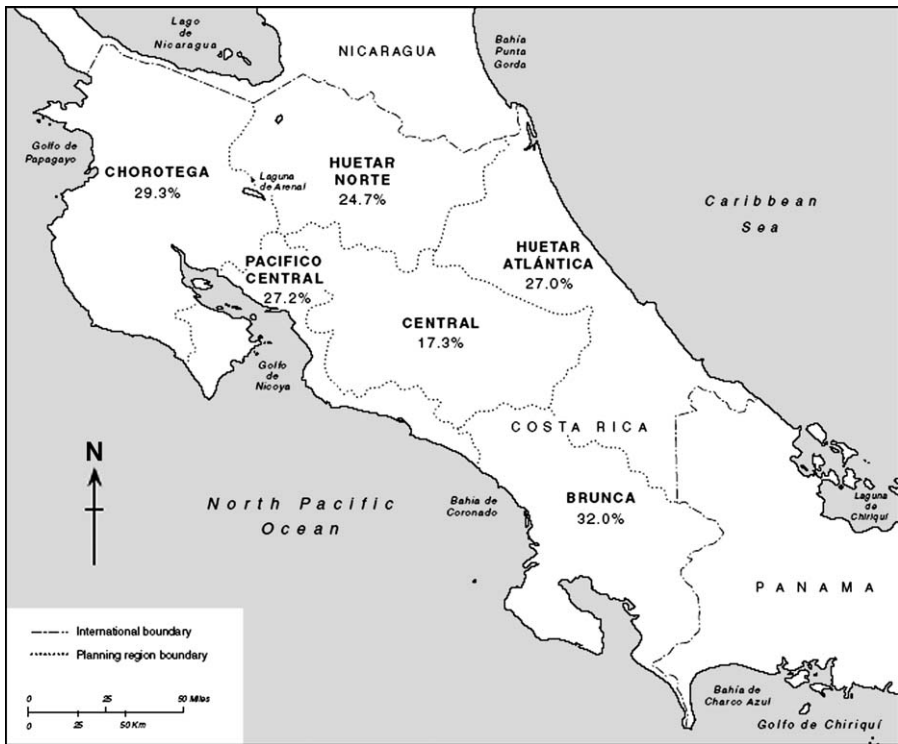 Lago
de
Nicaragua
NICARAGUA
Bahía
Punta
Gorda
Golfo de
Papagayo
CHOROTEGA
29.3%
Laguna
de Arenal
HUETAR
NORTE
24.7%
Caribbean
Sea
HUETAR
ATLÁNTICA
27.0%
PACIFICO
CENTRAL
27.2%
CENTRAL
17.3%
Golfo
de
Nicoya
COSTA RICA
N
North Pacific
Ocean
Bahía de
Coronado
BRUNCA
32.0%
Laguna
de
Chiriquí
PANAMA
International boundary
Planning region boundary
0 25 50 Miles
0 25 50 Km
Bahía de
Charco Azul
Golfo de Chiriquí